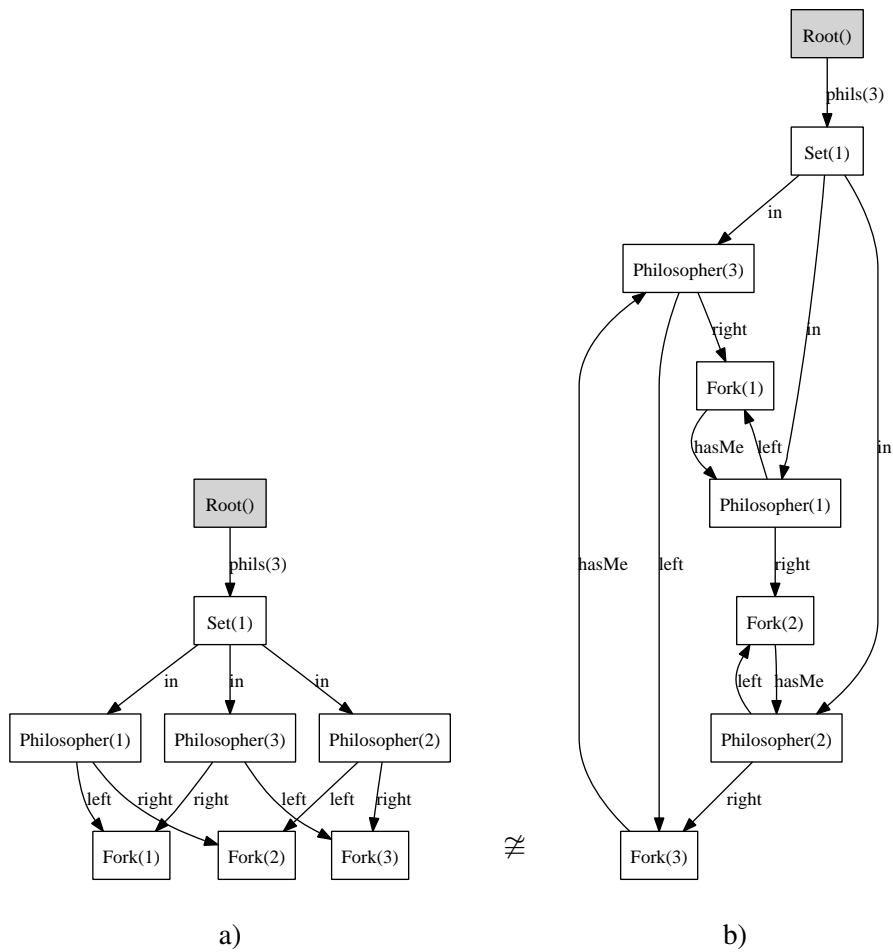 Root()
phils(3)
Set(1)
in
Philosopher(3)
right
in
Fork(1)
hasMe
left
in
Philosopher(1)
hasMe
left
right
Fork(2)
left
hasMe
Philosopher(2)
right
Fork(3)
b)
Root()
phils(3)
Set(1)
in in in
Philosopher(1) Philosopher(3) Philosopher(2)
left right right left left right
Fork(1) Fork(2) Fork(3)
≇
a)